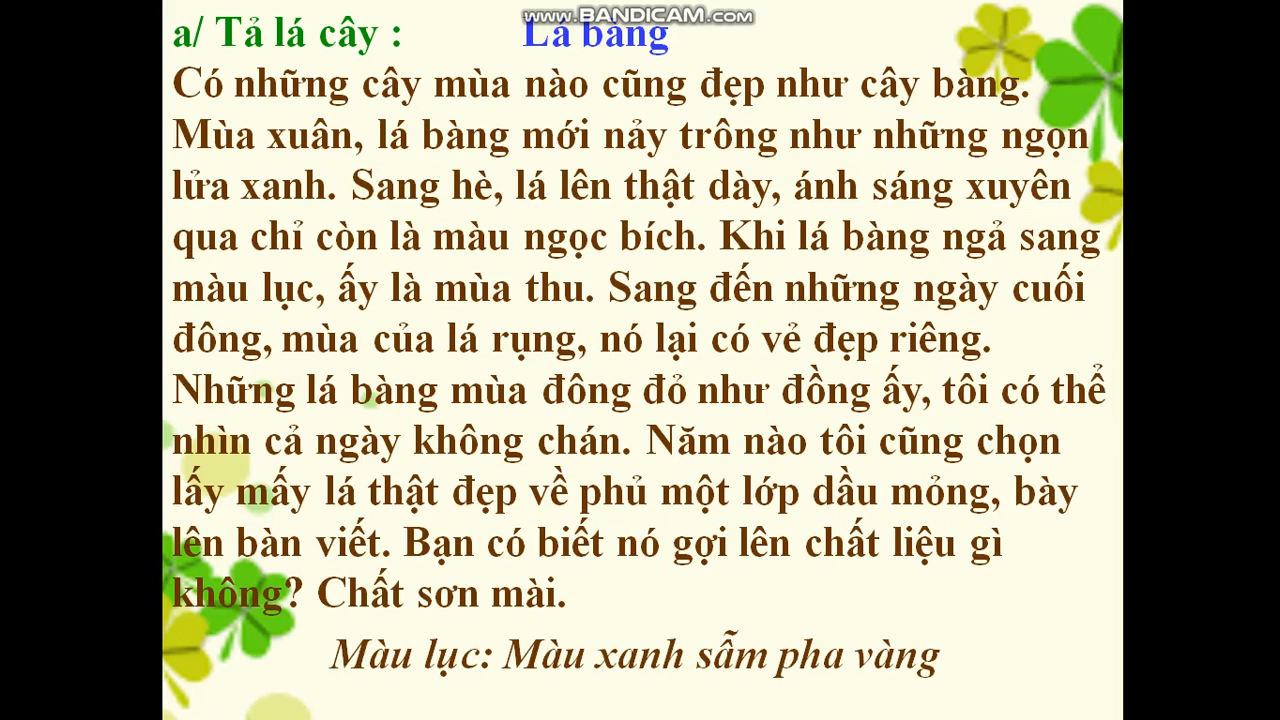 www.BANDICAM.com
a/ Tả lá cây : Lá bàng
Có những cây mùa nào cũng đẹp như cây bàng.
Mùa xuân, lá bàng mới nảy trông như những ngọn
lửa xanh. Sang hè, lá lên thật dày, ánh sáng xuyên
qua chỉ còn là màu ngọc bích. Khi lá bàng ngả sang
màu lục, ấy là mùa thu. Sang đến những ngày cuối
đông, mùa của lá rụng, nó lại có vẻ đẹp riêng.
Những lá bàng mùa đông đỏ như đồng ấy, tôi có thể
nhìn cả ngày không chán. Năm nào tôi cũng chọn
lấy mấy lá thật đẹp về phủ một lớp dầu mỏng, bày
lên bàn viết. Bạn có biết nó gợi lên chất liệu gì
không? Chất sơn mài.
Màu lục: Màu xanh sẫm pha vàng